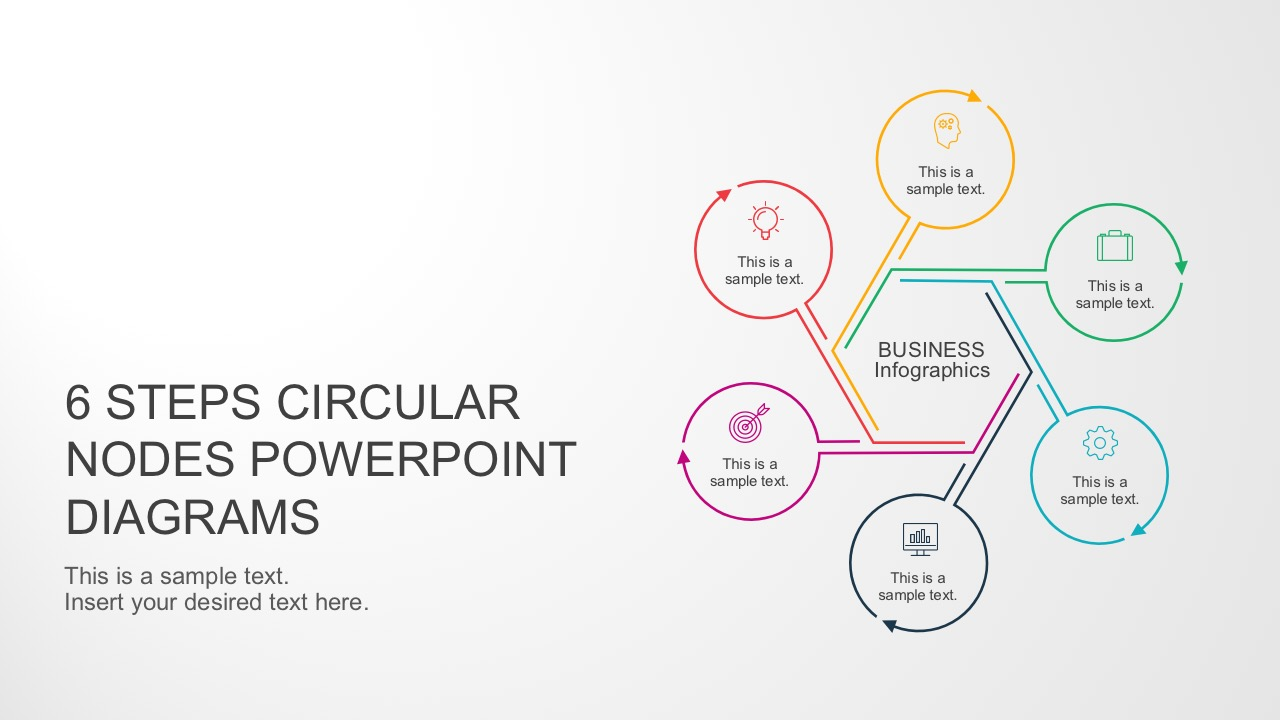 6 STEPS CIRCULAR
NODES POWERPOINT
DIAGRAMS
This is a sample text.
Insert your desired text here.
This is a
sample text.
This is a
sample text.
This is a
sample text.
This is a
sample text.
This is a
sample text.
This is a
sample text.
BUSINESS
Infographics